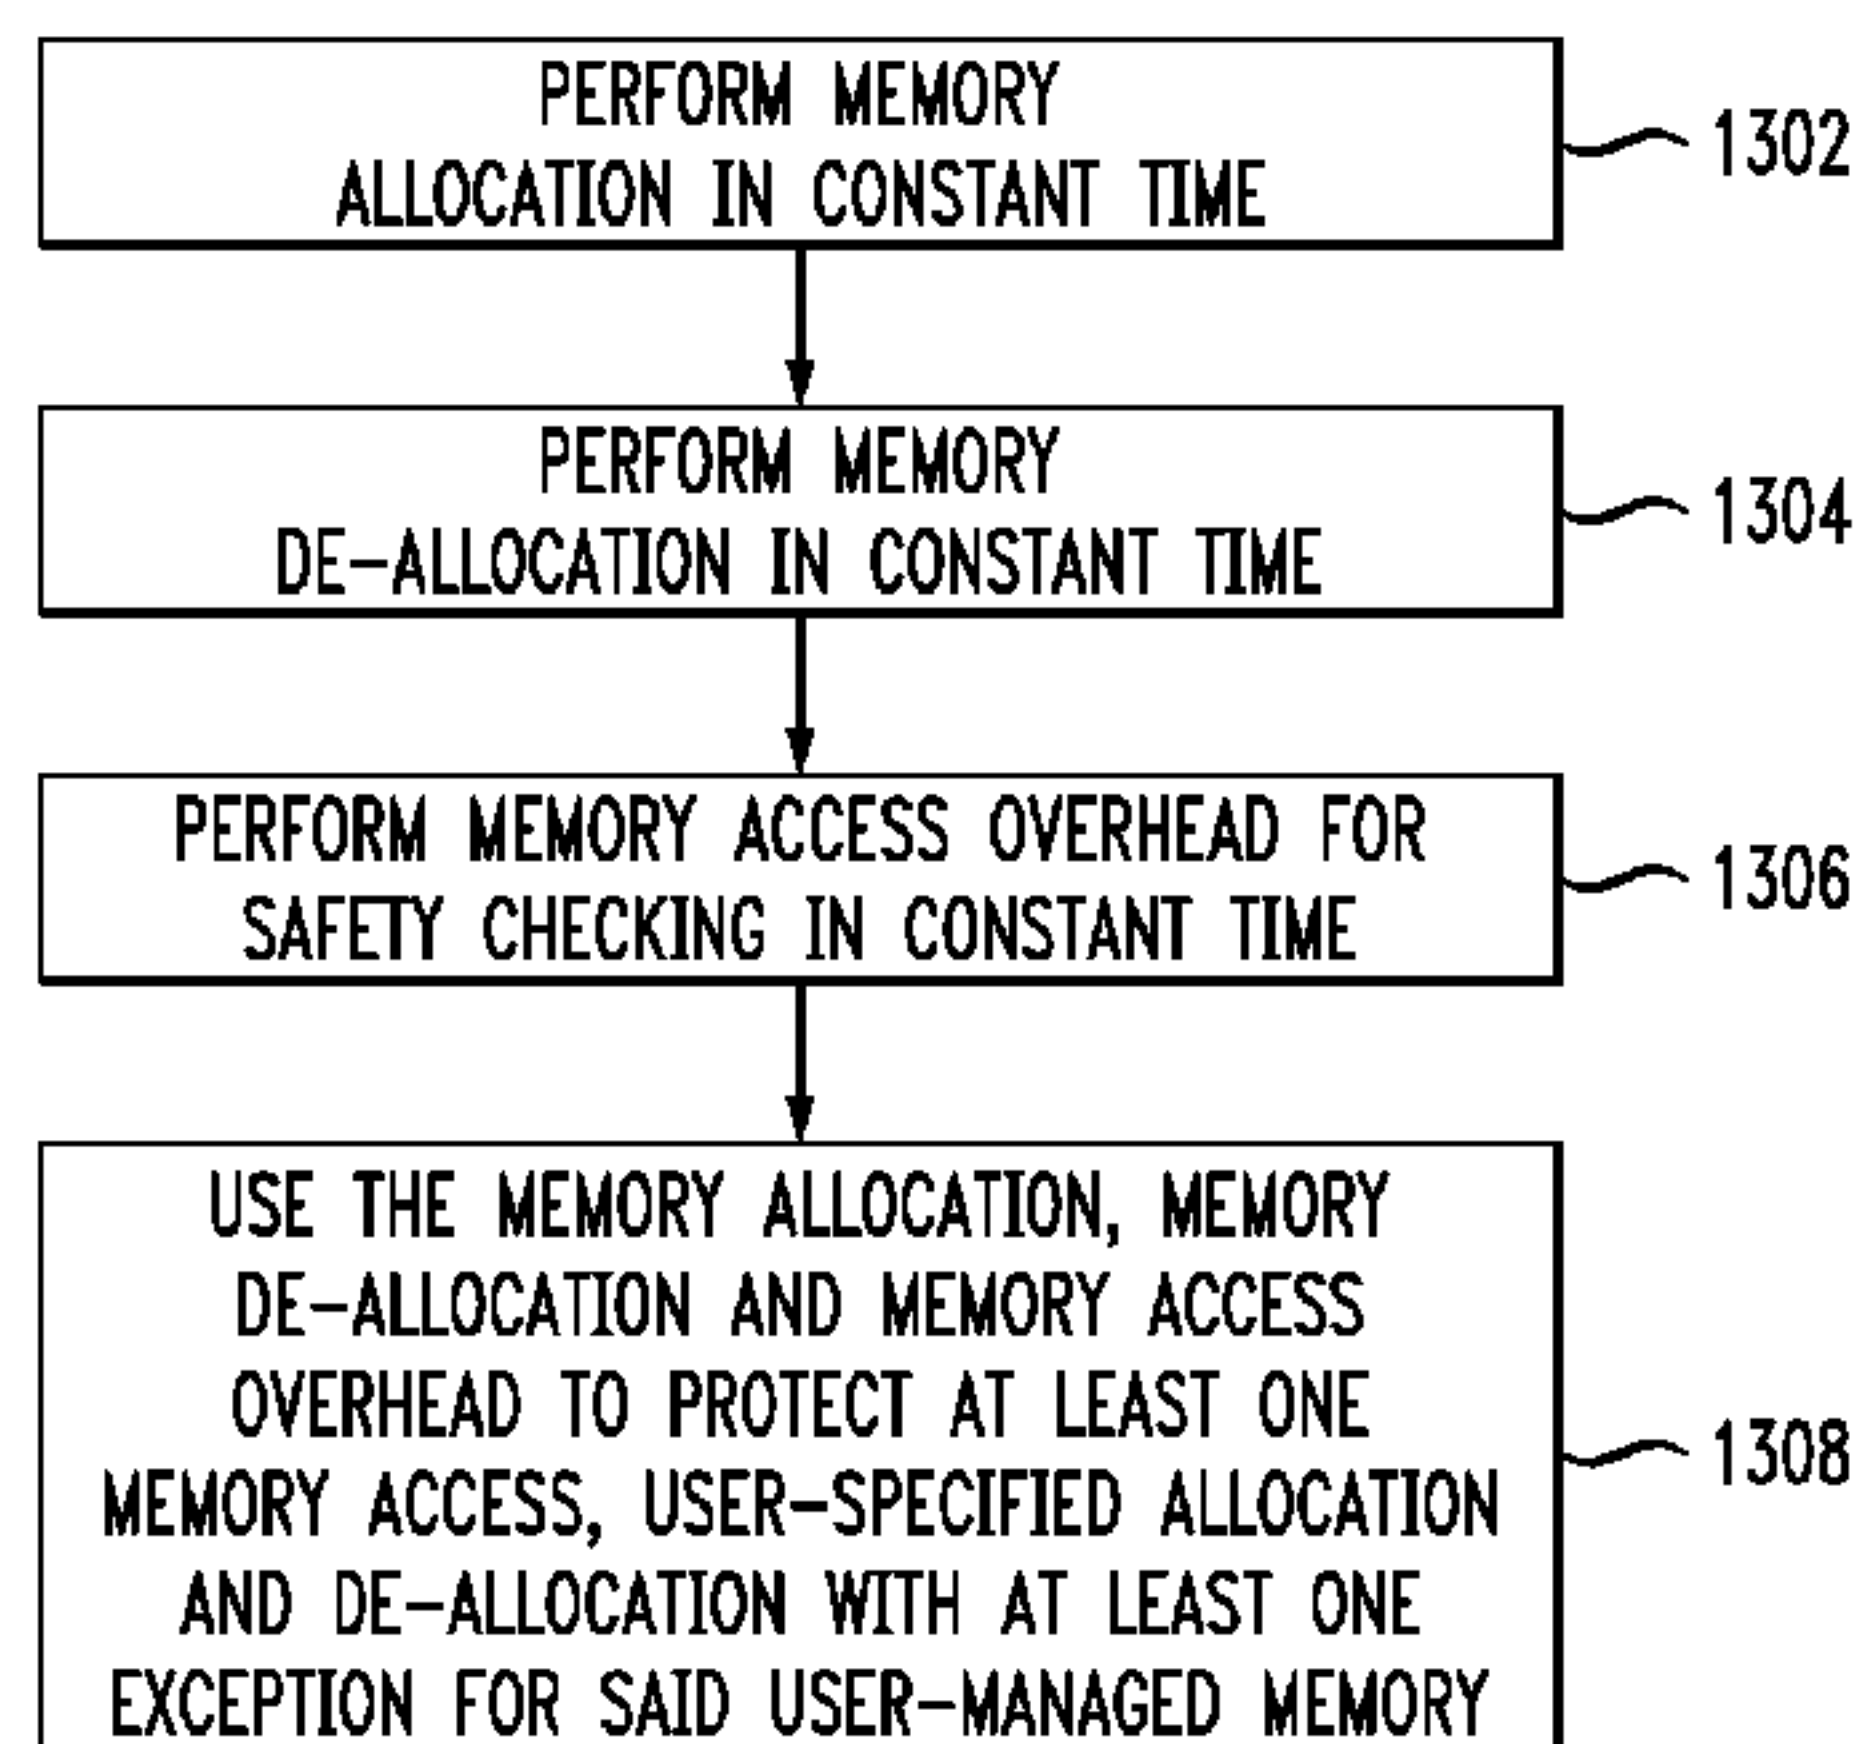 PERFORM MEMORY
ALLOCATION IN CONSTANT TIME
1302
PERFORM MEMORY
DE-ALLOCATION IN CONSTANT TIME
1304
PERFORM MEMORY ACCESS OVERHEAD FOR
SAFETY CHECKING IN CONSTANT TIME
1306
USE THE MEMORY ALLOCATION, MEMORY
DE-ALLOCATION AND MEMORY ACCESS
OVERHEAD TO PROTECT AT LEAST ONE
MEMORY ACCESS, USER-SPECIFIED ALLOCATION
AND DE-ALLOCATION WITH AT LEAST ONE
EXCEPTION FOR SAID USER-MANAGED MEMORY
1308